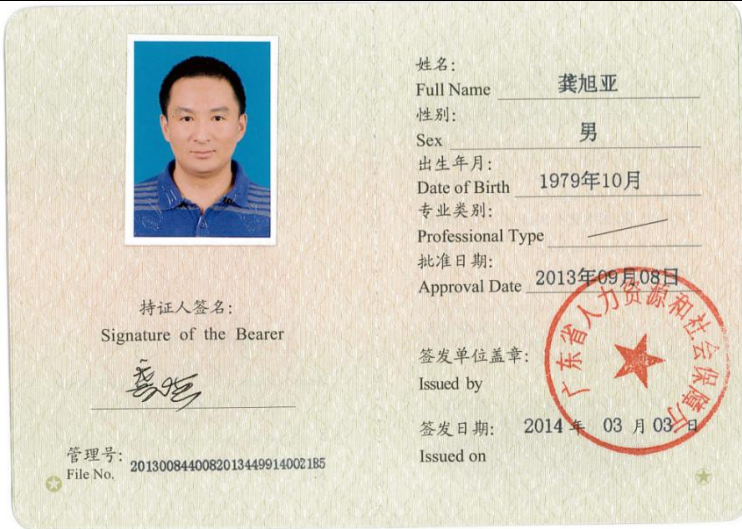 持证人签名:
Signature of the Bearer
管理号:
File No. 2013008440082013449914002185
姓名:
Full Name 龚旭亚
性别:
Sex 男
出生年月:
Date of Birth 1979年10月
专业类别:
Professional Type
批准日期:
Approval Date 2013年09月08日
签发单位盖章:
Issued by
广东省人力资源和社会保障厅
签发日期: 2014 年 03 月 03 日
Issued on